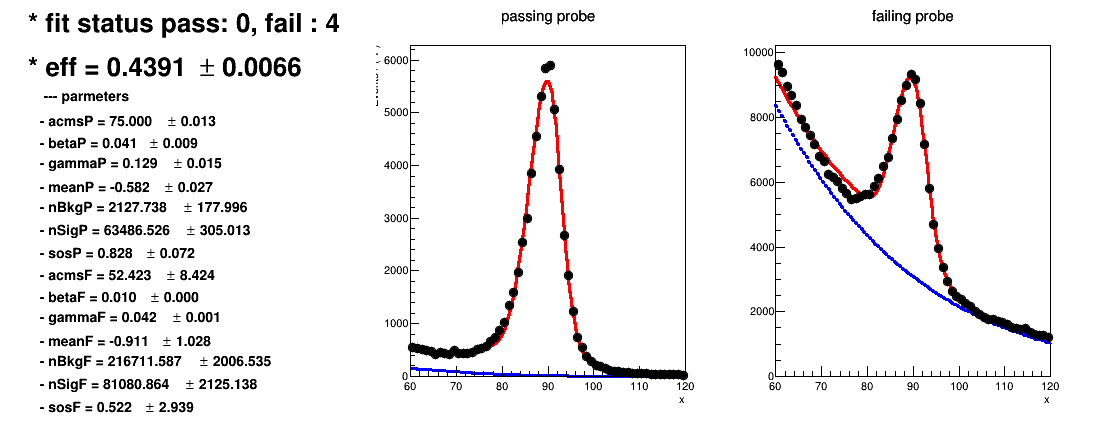 * fit status pass: 0, fail : 4
* eff = 0.4391 ± 0.0066
--- parmeters
- acmsP = 75.000 ± 0.013
- betaP = 0.041 ± 0.009
- gammaP = 0.129 ± 0.015
- meanP = -0.582 ± 0.027
- nBkgP = 2127.738 ± 177.996
- nSigP = 63486.526 ± 305.013
- sosP = 0.828 ± 0.072
- acmsF = 52.423 ± 8.424
- betaF = 0.010 ± 0.000
- gammaF = 0.042 ± 0.001
- meanF = -0.911 ± 1.028
- nBkgF = 216711.587 ± 2006.535
- nSigF = 81080.864 ± 2125.138
- sosF = 0.522 ± 2.939
passing probe
6000
5000
4000
3000
2000
1000
0
60 70 80 90 100 110 120
x
failing probe
10000
8000
6000
4000
2000
0
60 70 80 90 100 110 120
x